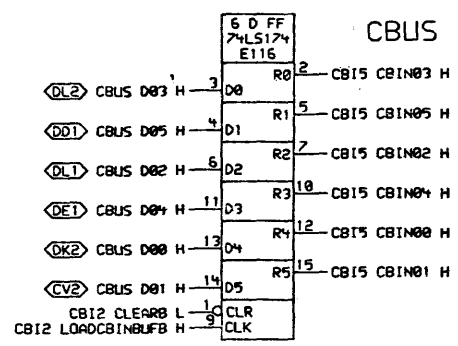 6 D FF
74LS174
E116
CBUS
R0 2 CBI5 CBIN03 H
DL2 CBUS D03 H 3 D0
R1 5 CBI5 CBIN05 H
DD1 CBUS D05 H 4 D1
R2 7 CBI5 CBIN02 H
DL1 CBUS D02 H 6 D2
R3 10 CBI5 CBIN04 H
DE1 CBUS D04 H 11 D3
R4 12 CBI5 CBIN00 H
DK2 CBUS D00 H 13 D4
R5 15 CBI5 CBIN01 H
CV2 CBUS D01 H 14 D5
CBI2 CLEARB L 1 CLR
CBI2 LOADCBINBUFB H 9 CLK